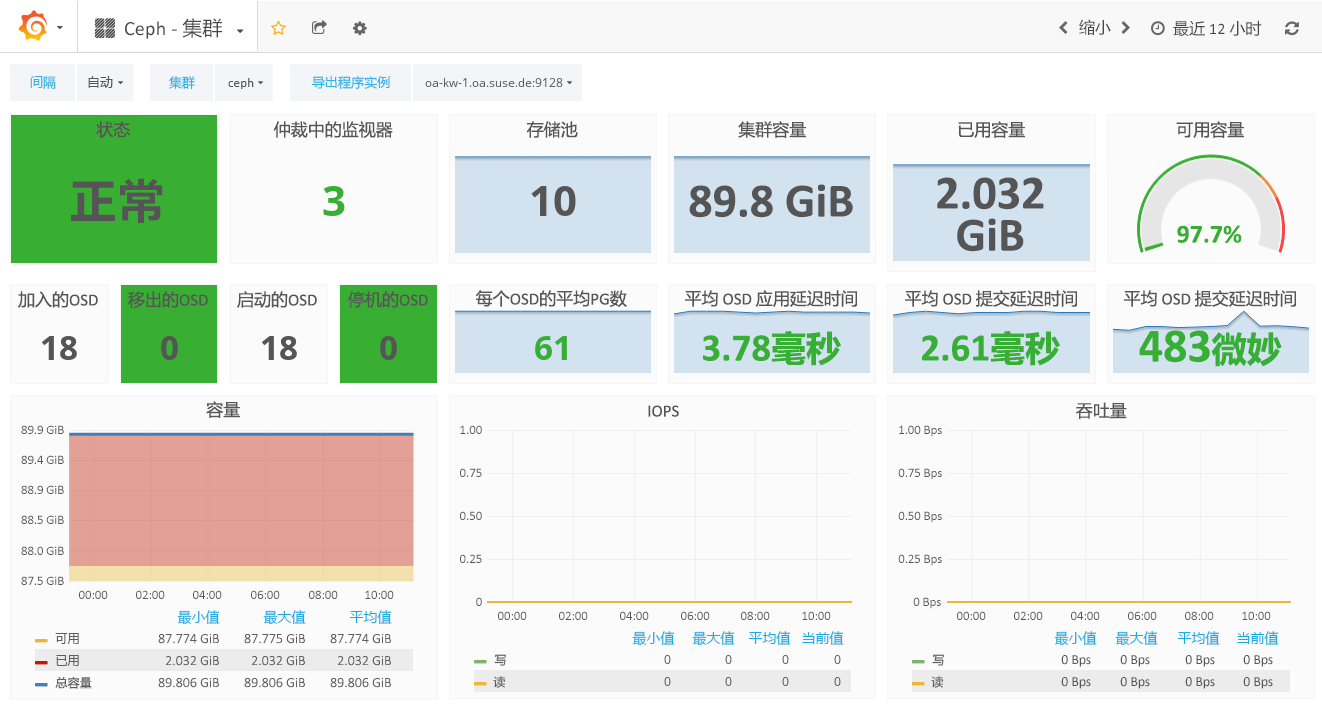 Ceph - 集群
缩小
最近 12 小时
间隔 自动 集群 ceph 导出程序实例 oa-kw-1.oa.suse.de:9128
状态
正常
仲裁中的监视器
3
存储池
10
集群容量
89.8 GiB
已用容量
2.032
GiB
可用容量
97.7%
加入的OSD
18
移出的OSD
0
启动的OSD
18
停机的OSD
0
每个OSD的平均PG数
61
平均 OSD 应用延迟时间
3.78毫秒
平均 OSD 提交延迟时间
2.61毫秒
平均 OSD 提交延迟时间
483微妙
容量
89.9 GiB
89.4 GiB
88.9 GiB
88.5 GiB
88.0 GiB
87.5 GiB
00:00 02:00 04:00 06:00 08:00 10:00
最小值 最大值 平均值
可用 87.774 GiB 87.775 GiB 87.774 GiB
已用 2.032 GiB 2.032 GiB 2.032 GiB
总容量 89.806 GiB 89.806 GiB 89.806 GiB
IOPS
1.00
0.75
0.50
0.25
0
00:00 02:00 04:00 06:00 08:00 10:00
最小值 最大值 平均值 当前值
写 0 0 0 0
读 0 0 0 0
吞吐量
1.00 Bps
0.75 Bps
0.50 Bps
0.25 Bps
0 Bps
00:00 02:00 04:00 06:00 08:00 10:00
最小值 最大值 平均值 当前值
写 0 Bps 0 Bps 0 Bps 0 Bps
读 0 Bps 0 Bps 0 Bps 0 Bps